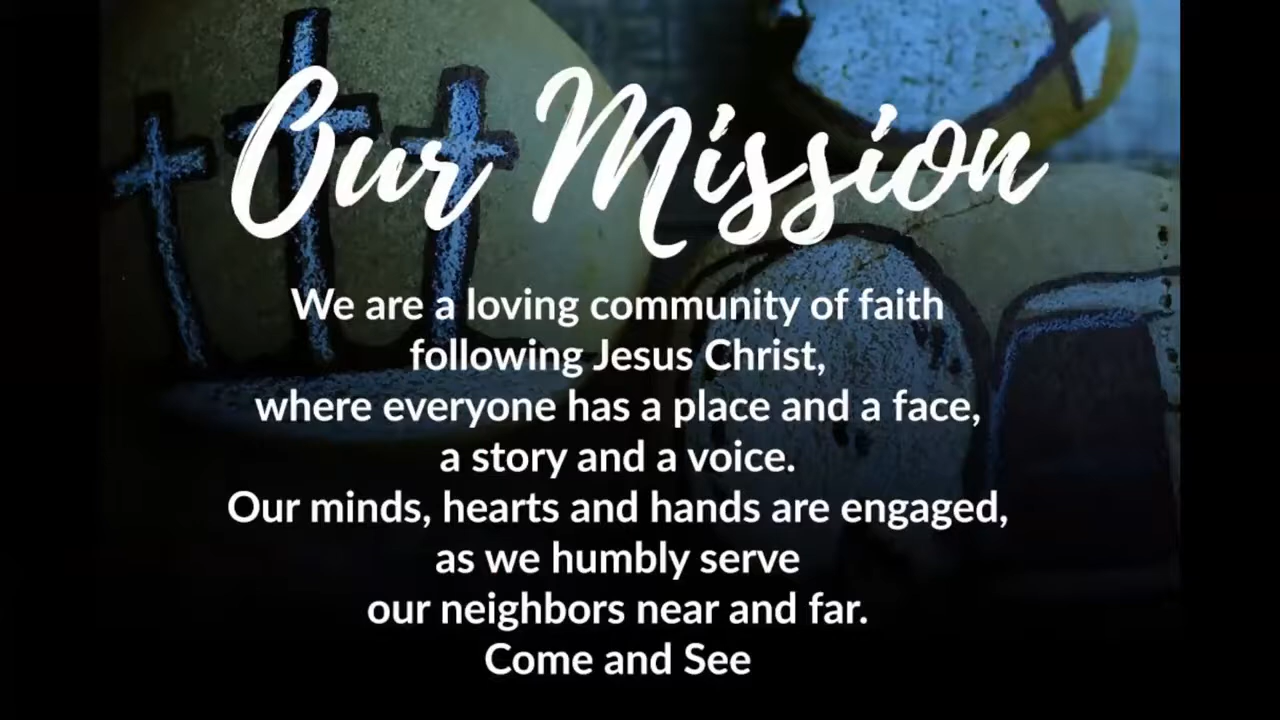 Our Mission
We are a loving community of faith
following Jesus Christ,
where everyone has a place and a face,
a story and a voice.
Our minds, hearts and hands are engaged,
as we humbly serve
our neighbors near and far.
Come and See